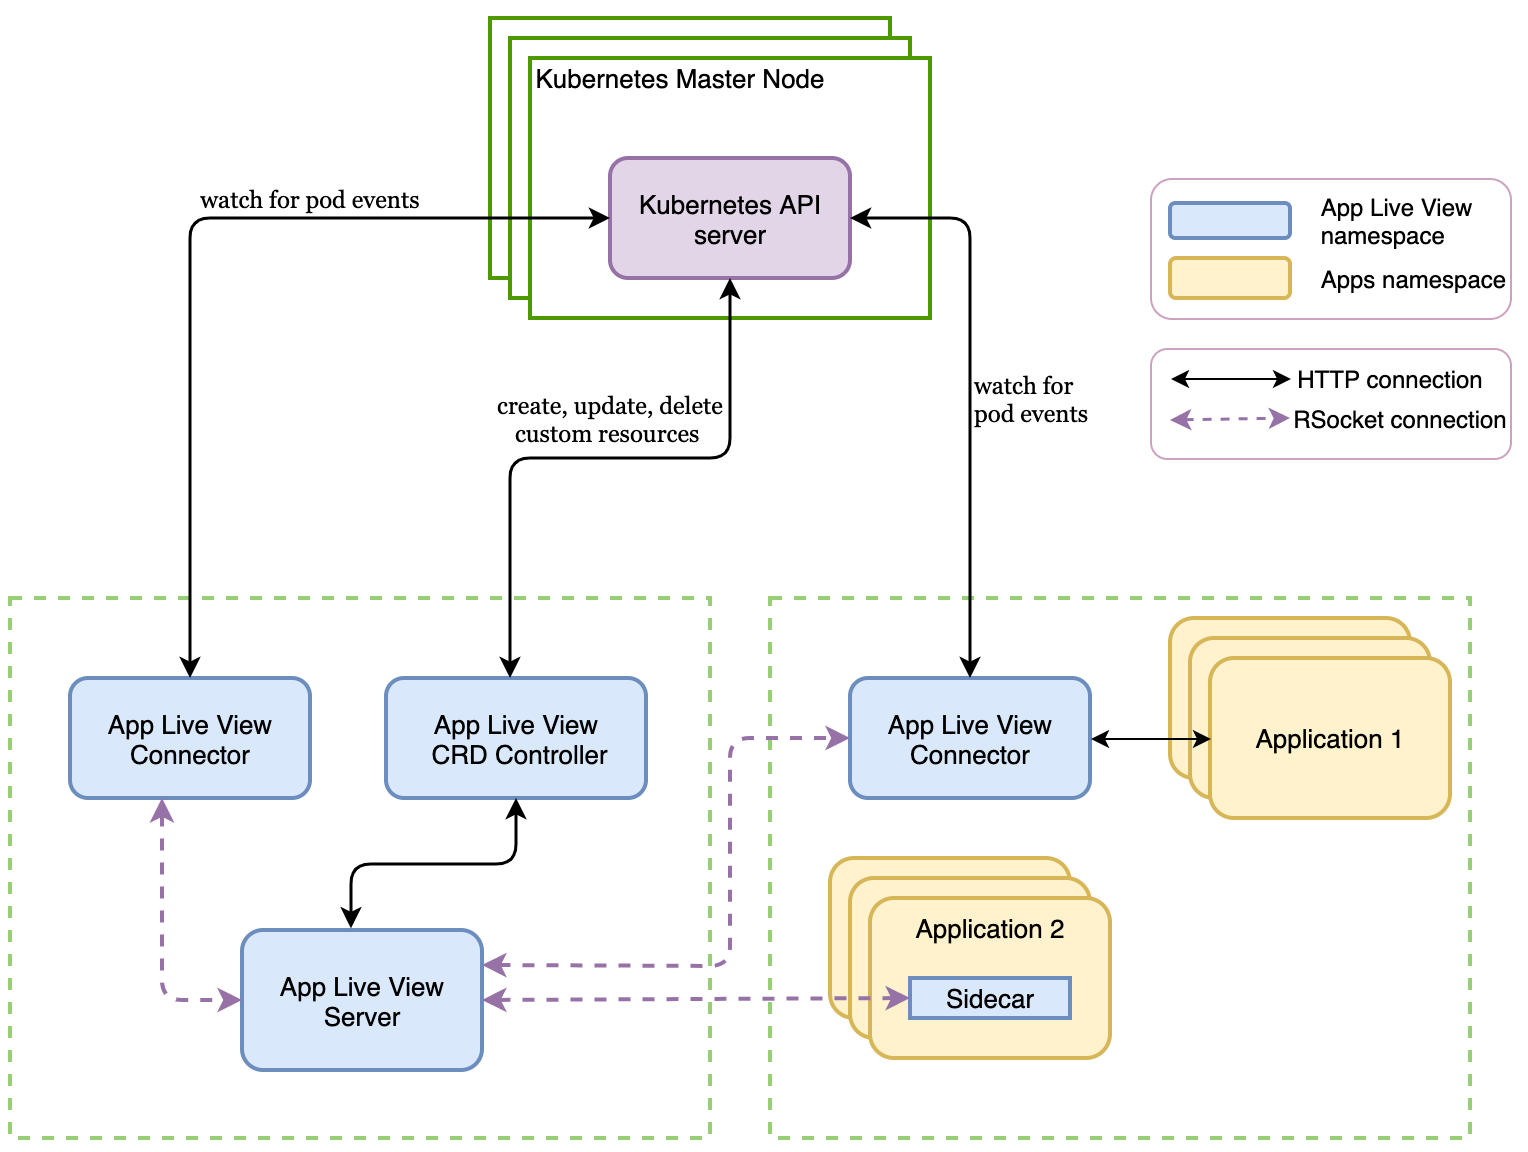 Kubernetes Master Node
Kubernetes API
server
watch for pod events
App Live View
namespace
Apps namespace
HTTP connection
RSocket connection
watch for
pod events
create, update, delete
custom resources
App Live View
Connector
App Live View
CRD Controller
App Live View
Connector
Application 1
Application 2
Sidecar
App Live View
Server